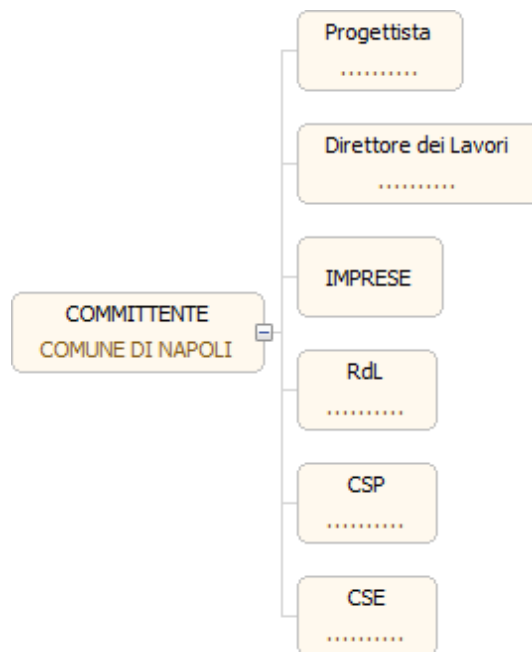 Progettista
..........
Direttore dei Lavori
..........
IMPRESE
COMMITTENTE
COMUNE DI NAPOLI
RdL
..........
CSP
..........
CSE
..........